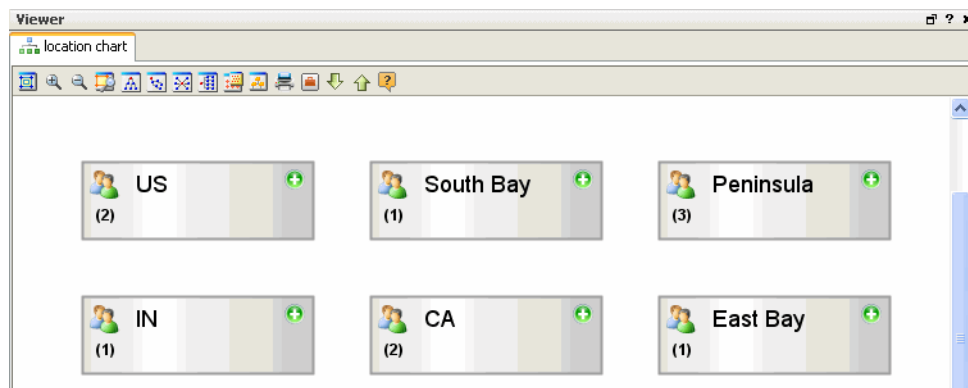 Viewer
location chart
US South Bay Peninsula
(2) (1) (3)
IN CA East Bay
(1) (2) (1)